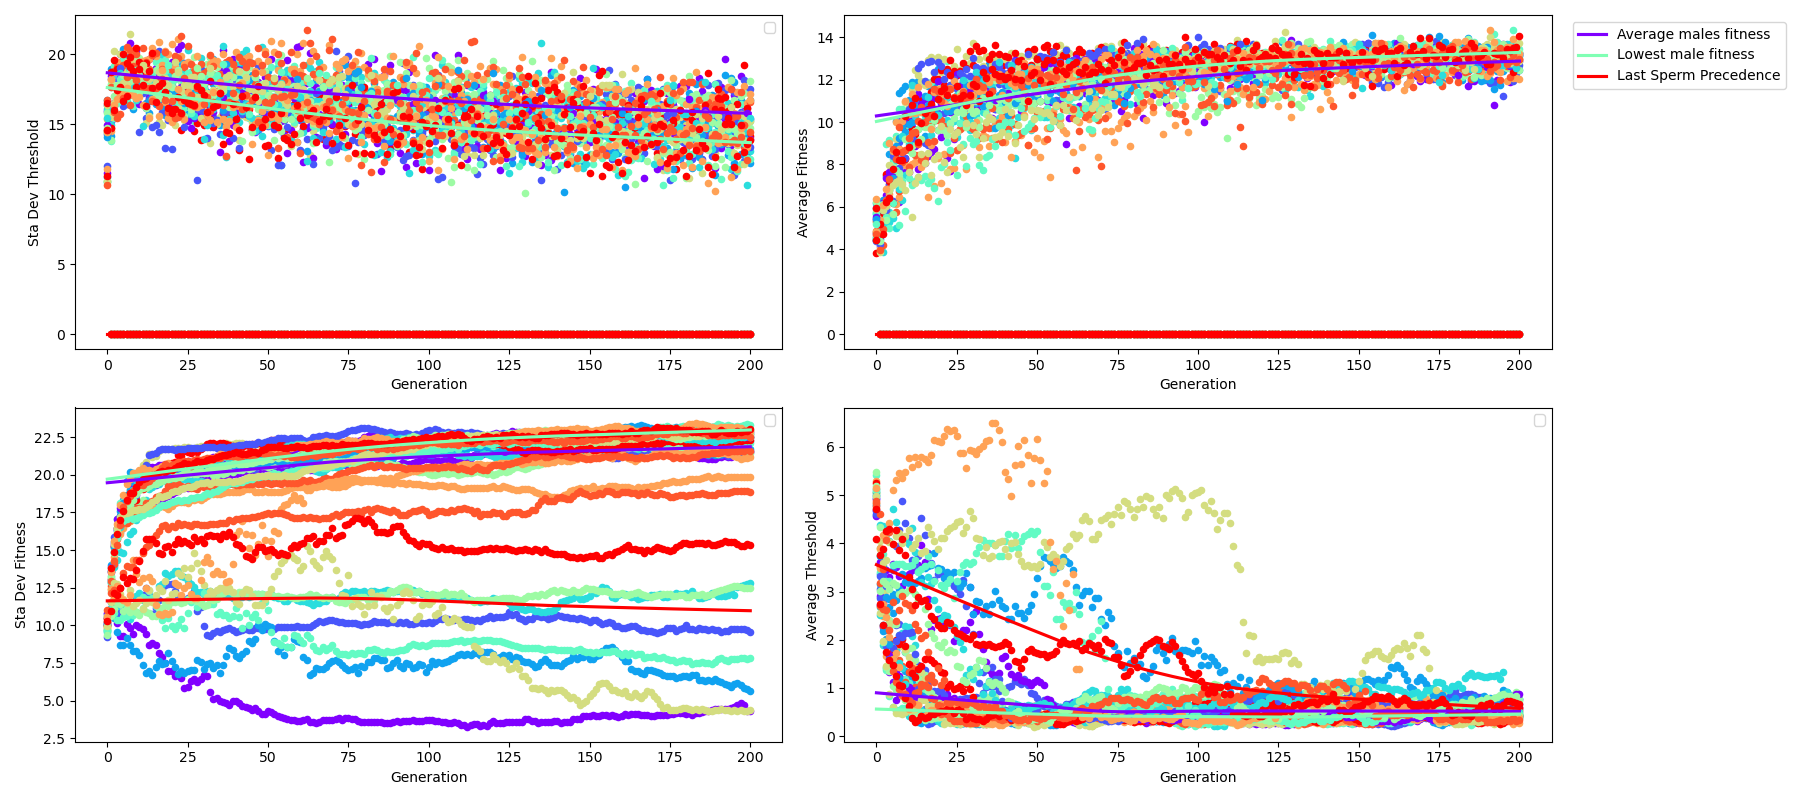 Sta Dev Threshold
20
15
10
5
0
0 25 50 75 100 125 150 175 200
Generation
Average Fitness
14
12
10
8
6
4
2
0
0 25 50 75 100 125 150 175 200
Generation
Average males fitness
Lowest male fitness
Last Sperm Precedence
Sta Dev Fitness
22.5
20.0
17.5
15.0
12.5
10.0
7.5
5.0
2.5
0 25 50 75 100 125 150 175 200
Generation
Average Threshold
6
5
4
3
2
1
0
0 25 50 75 100 125 150 175 200
Generation